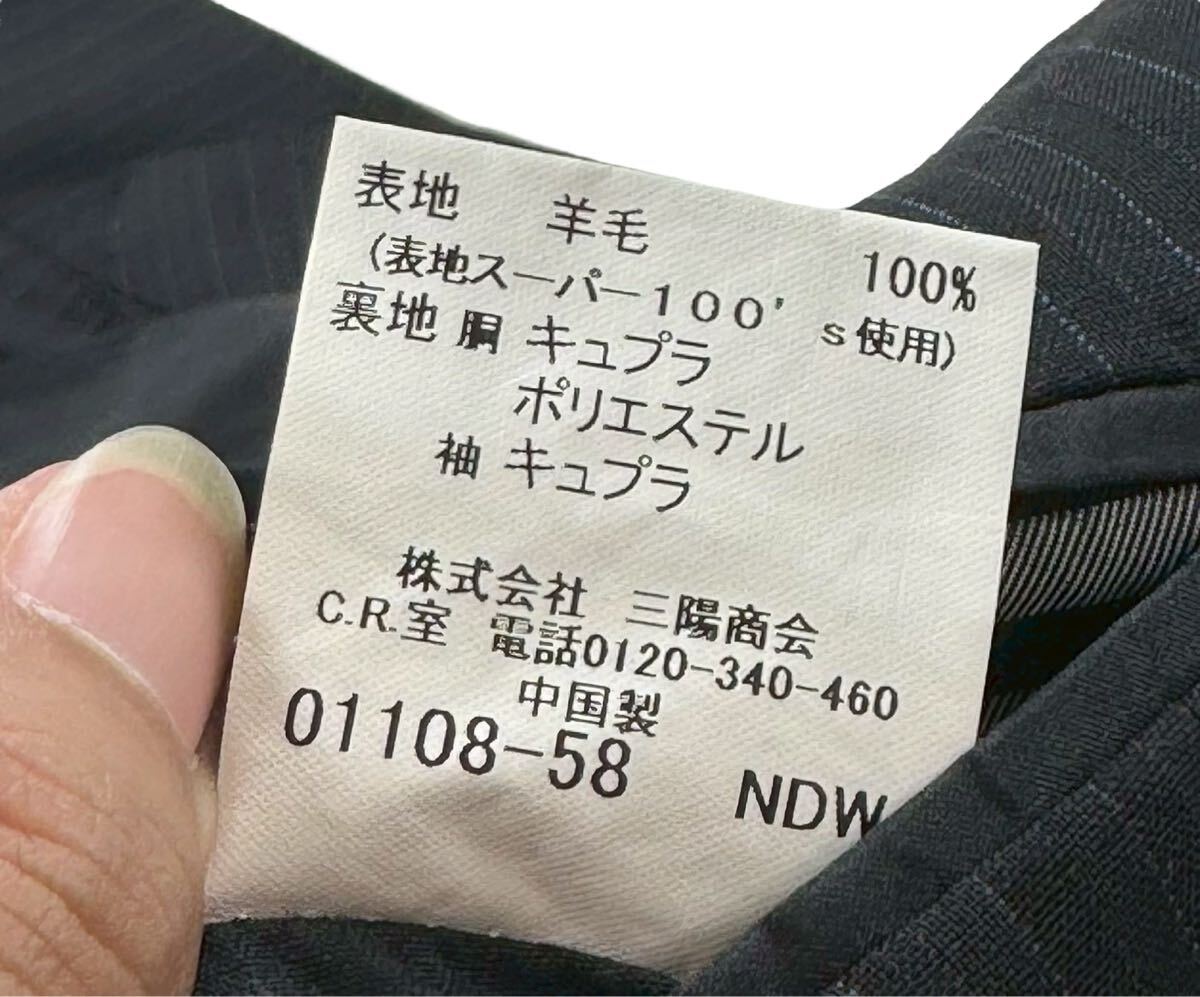 表地 羊毛 100%
(表地スーパー100's使用)
裏地 胴 キュプラ
ポリエステル
袖 キュプラ
株式会社 三陽商会
C.R.室 電話0120-340-460
中国製
01108-58 NDW